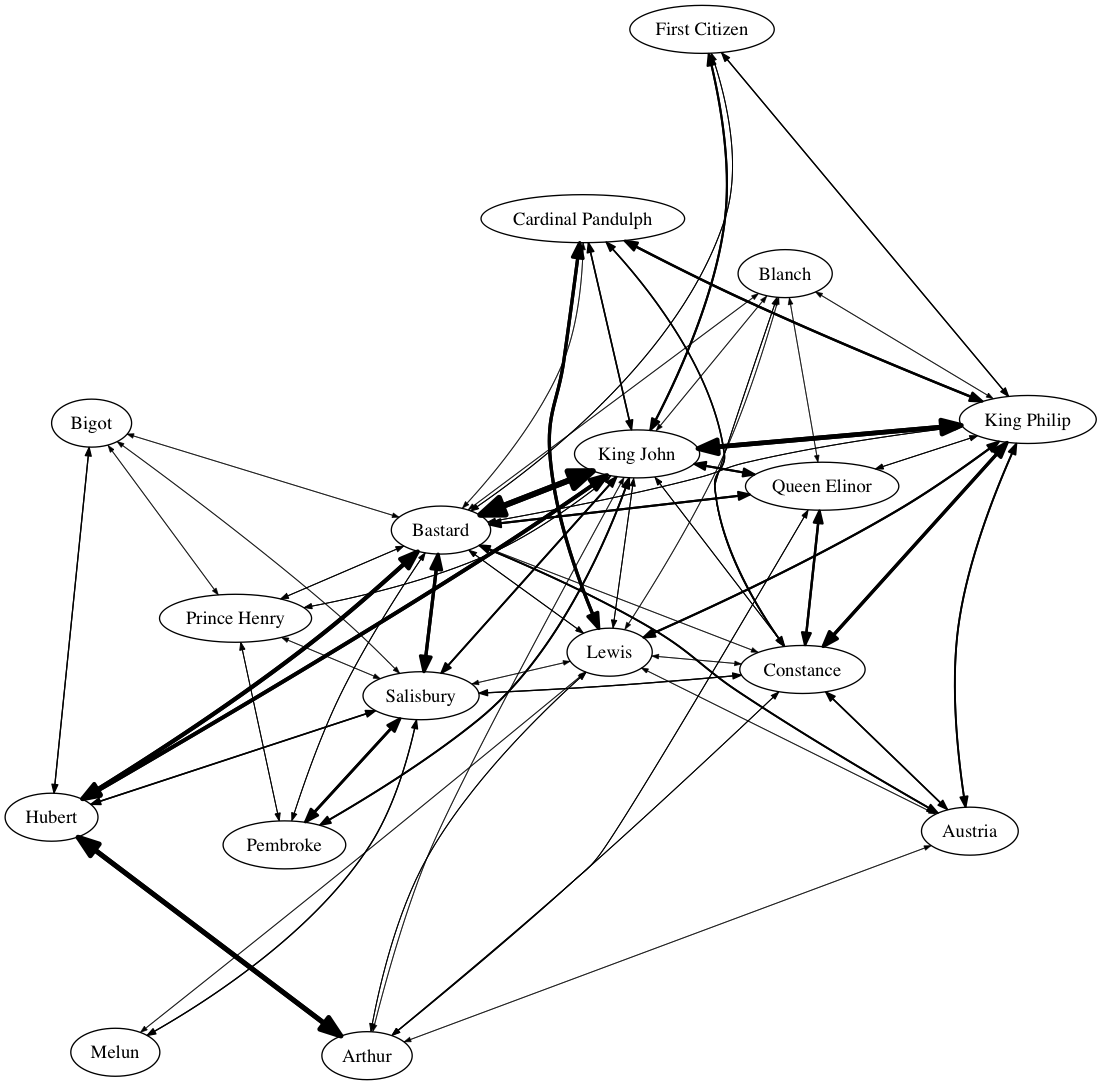 First Citizen
Cardinal Pandulph
Blanch
Bigot
King Philip
King John
Queen Elinor
Bastard
Prince Henry
Lewis
Constance
Salisbury
Hubert
Pembroke
Austria
Melun
Arthur